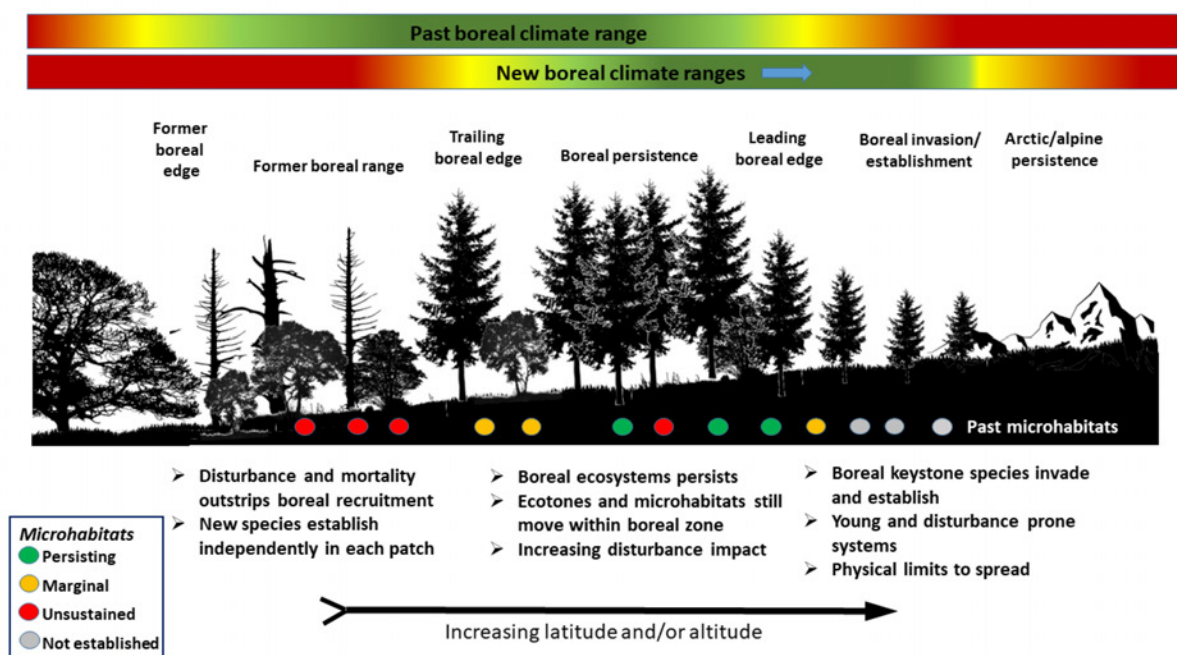 Past boreal climate range
New boreal climate ranges
Former
boreal
edge
Former boreal range
Trailing
boreal edge
Boreal persistence
Leading
boreal edge
Boreal invasion/
establishment
Arctic/alpine
persistence
Past microhabitats
Disturbance and mortality
outstrips boreal recruitment
New species establish
independently in each patch
Boreal ecosystems persists
Ecotones and microhabitats still
move within boreal zone
Increasing disturbance impact
Boreal keystone species invade
and establish
Young and disturbance prone
systems
Physical limits to spread
Microhabitats
Persisting
Marginal
Unsustained
Not established
Increasing latitude and/or altitude